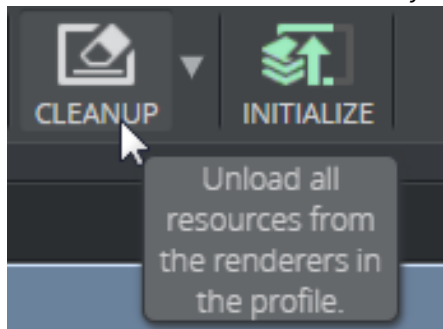 CLEANUP
INITIALIZE
Unload all
resources from
the renderers in
the profile.